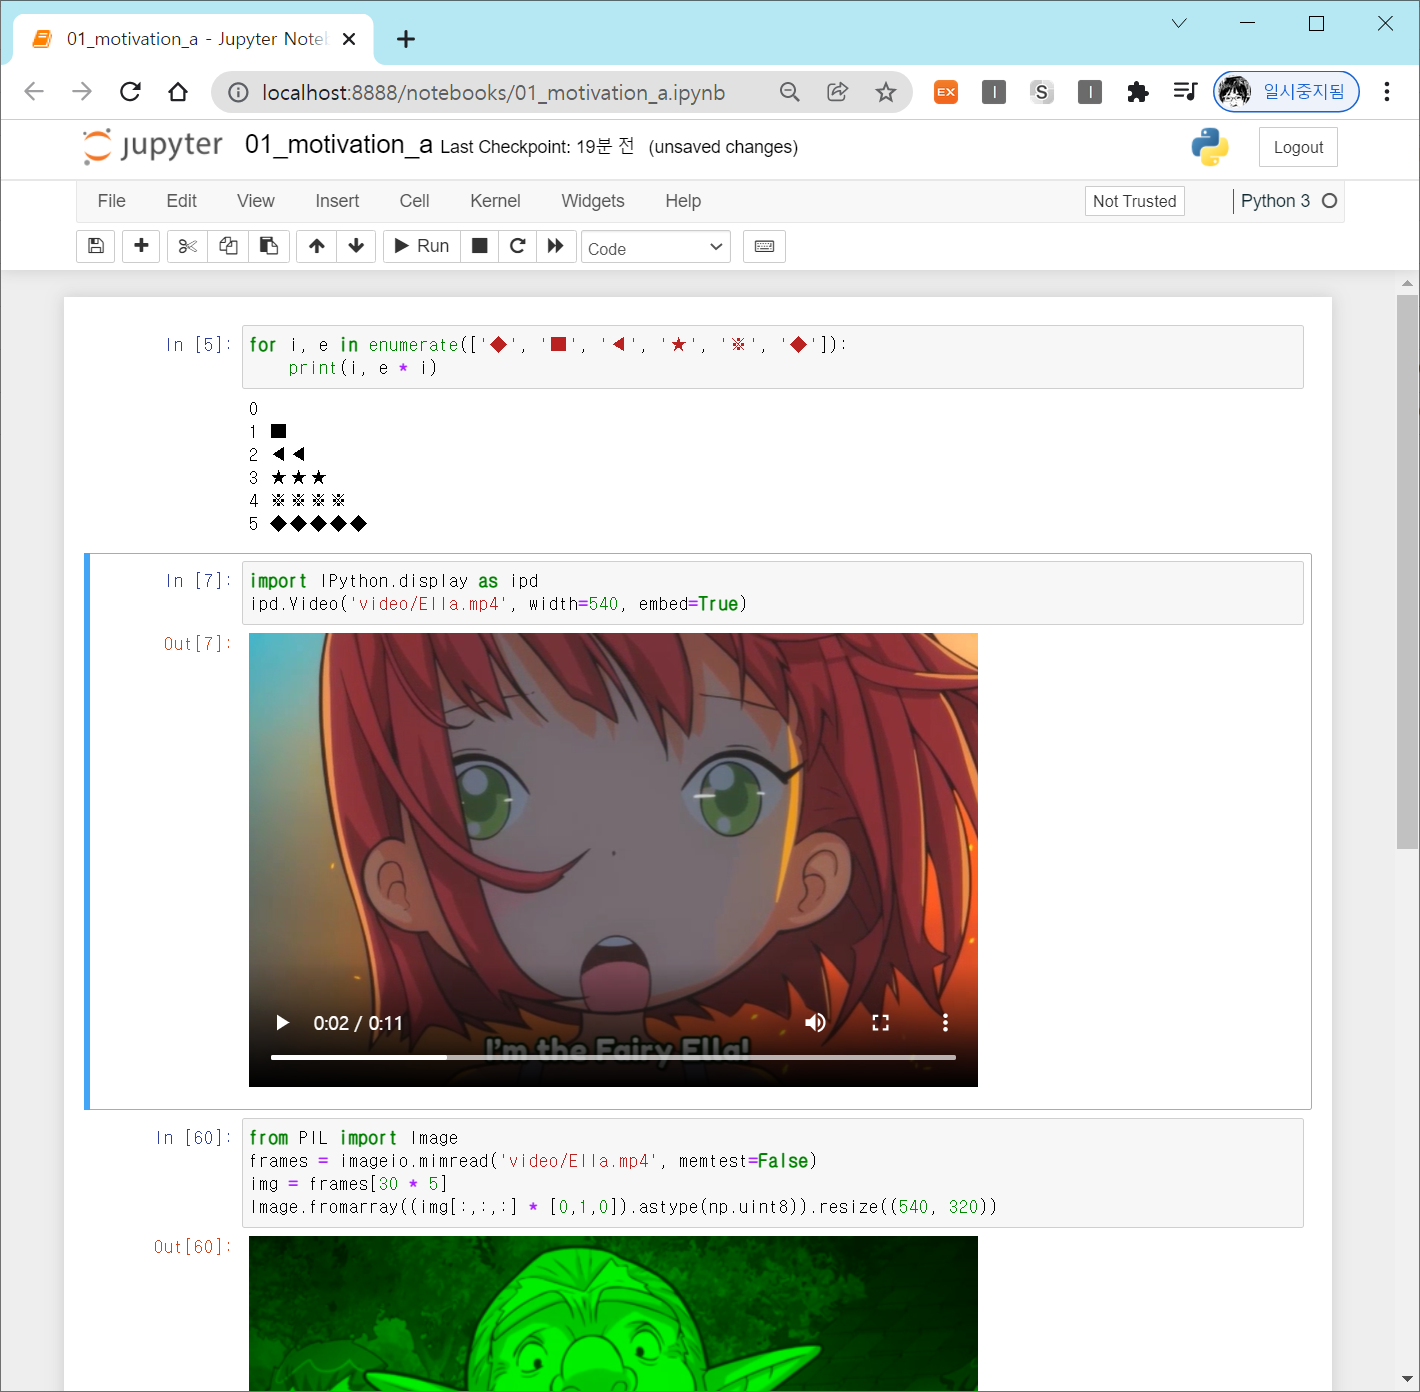 01_motivation_a - Jupyter Note
localhost:8888/notebooks/01_motivation_a.ipynb
EX
I
S
I
일시중지됨
jupyter
01_motivation_a Last Checkpoint: 19분 전 (unsaved changes)
Logout
File Edit View Insert Cell Kernel Widgets Help
Not Trusted
Python 3
Run
Code
In [5]:
for i, e in enumerate(['◆', '■', '◀', '★', '※', '◆']):
    print(i, e * i)
0
1 ■
2 ◀◀
3 ★★★
4 ※※※※
5 ◆◆◆◆◆
In [7]:
import IPython.display as ipd
ipd.Video('video/Ella.mp4', width=540, embed=True)
Out[7]:
0:02 / 0:11
I'm the Fairy Ella!
In [60]:
from PIL import Image
frames = imageio.mimread('video/Ella.mp4', memtest=False)
img = frames[30 * 5]
Image.fromarray((img[:,:,:] * [0,1,0]).astype(np.uint8)).resize((540, 320))
Out[60]: